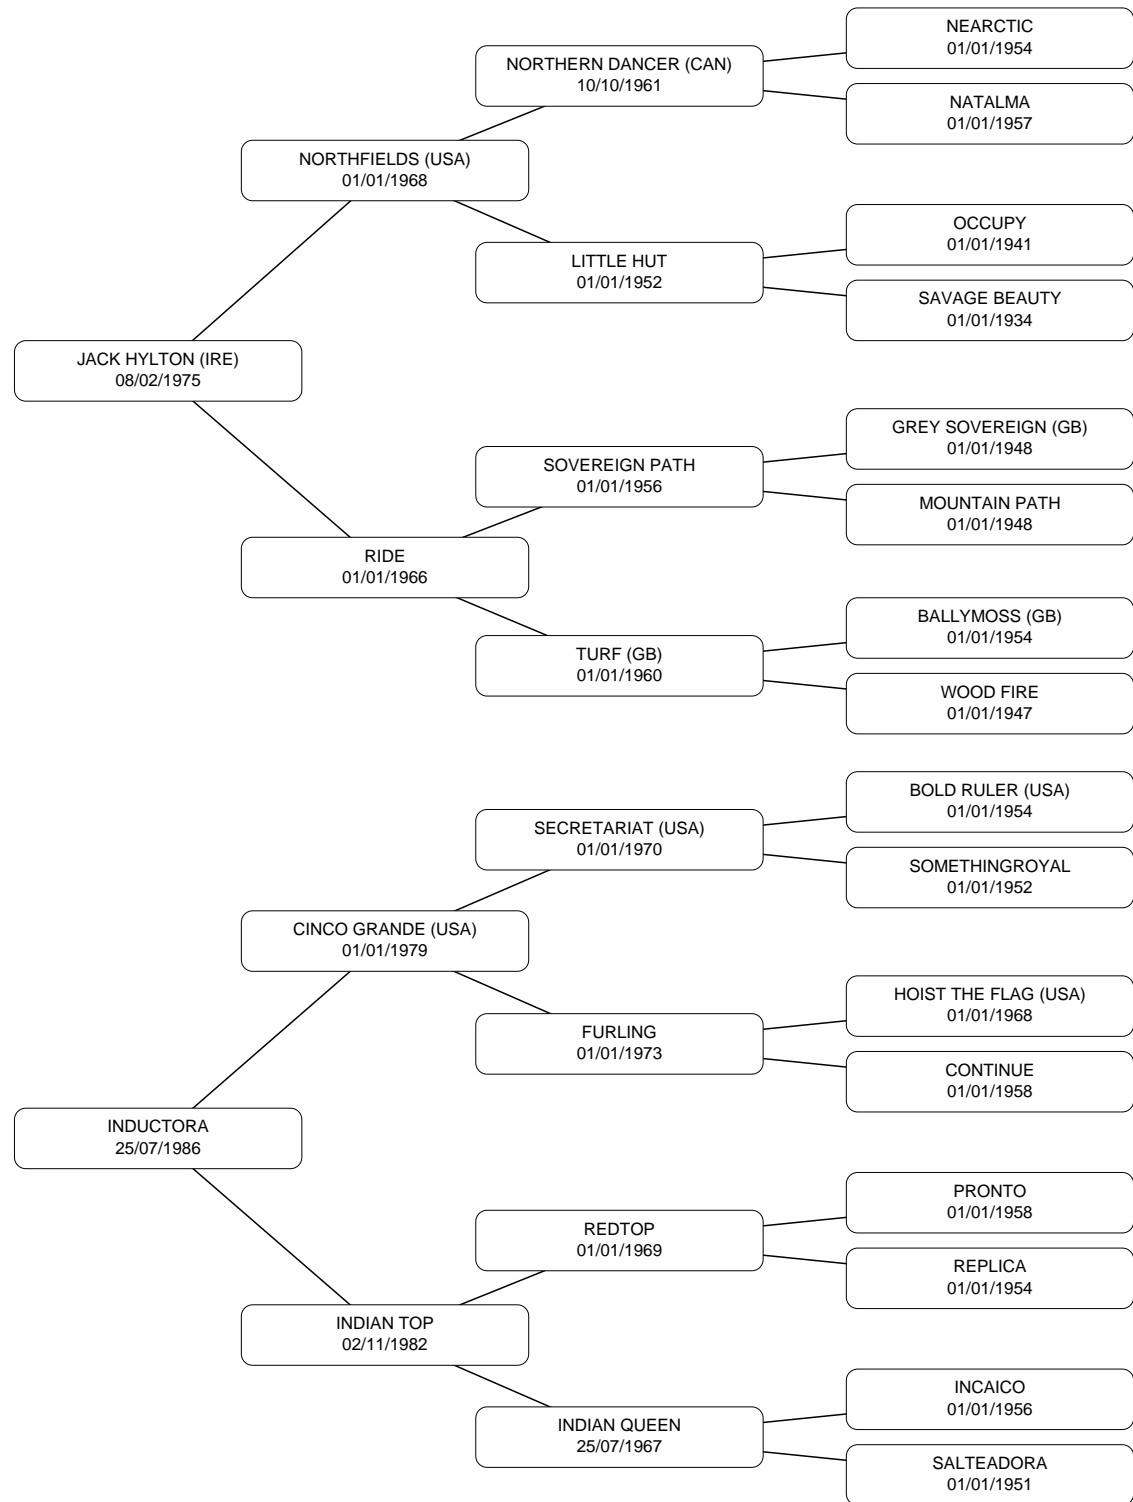 NEARCTIC
01/01/1954
NORTHERN DANCER (CAN)
10/10/1961
NATALMA
01/01/1957
NORTHFIELDS (USA)
01/01/1968
OCCUPY
01/01/1941
LITTLE HUT
01/01/1952
SAVAGE BEAUTY
01/01/1934
JACK HYLTON (IRE)
08/02/1975
GREY SOVEREIGN (GB)
01/01/1948
SOVEREIGN PATH
01/01/1956
MOUNTAIN PATH
01/01/1948
RIDE
01/01/1966
BALLYMOSS (GB)
01/01/1954
TURF (GB)
01/01/1960
WOOD FIRE
01/01/1947
BOLD RULER (USA)
01/01/1954
SECRETARIAT (USA)
01/01/1970
SOMETHINGROYAL
01/01/1952
CINCO GRANDE (USA)
01/01/1979
HOIST THE FLAG (USA)
01/01/1968
FURLING
01/01/1973
CONTINUE
01/01/1958
INDUCTORA
25/07/1986
PRONTO
01/01/1958
REDTOP
01/01/1969
REPLICA
01/01/1954
INDIAN TOP
02/11/1982
INCAICO
01/01/1956
INDIAN QUEEN
25/07/1967
SALTEADORA
01/01/1951